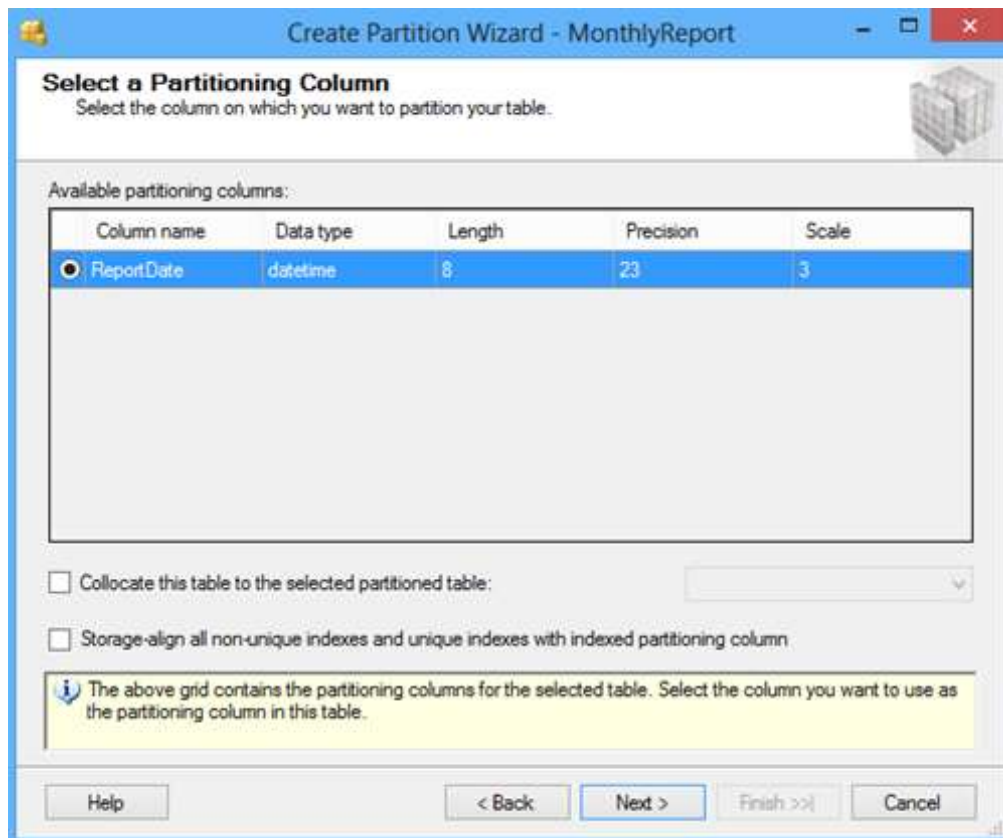 Create Partition Wizard - MonthlyReport
Select a Partitioning Column
Select the column on which you want to partition your table.
Available partitioning columns:
Column name Data type Length Precision Scale
ReportDate datetime 8 23 3
Collocate this table to the selected partitioned table:
Storage-align all non-unique indexes and unique indexes with indexed partitioning column
The above grid contains the partitioning columns for the selected table. Select the column you want to use as
the partitioning column in this table.
Help < Back Next > Finish >>| Cancel